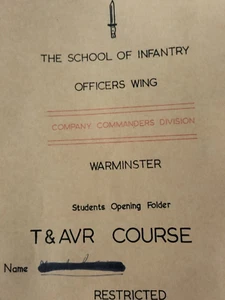 THE SCHOOL OF INFANTRY
OFFICERS WING
COMPANY COMMANDERS DIVISION
WARMINSTER
Students Opening Folder
T & AVR COURSE
Name
RESTRICTED